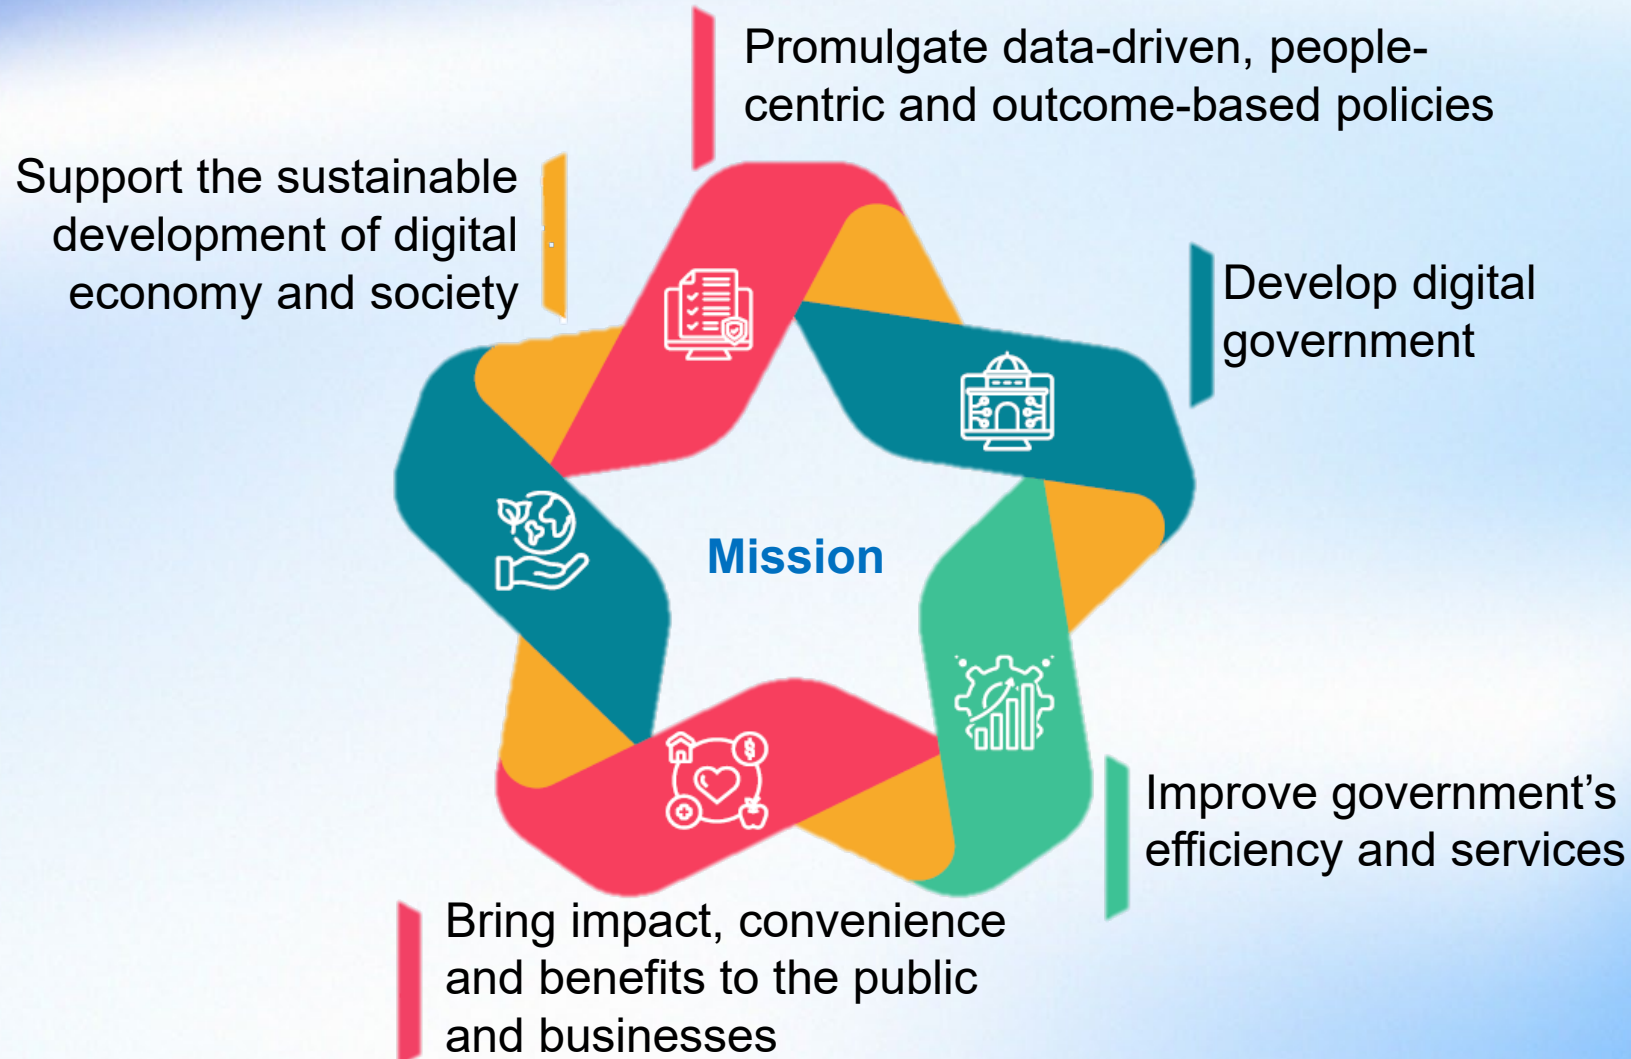 Promulgate data-driven, people-
centric and outcome-based policies
Support the sustainable
development of digital
economy and society
Develop digital
government
Mission
Improve government’s
efficiency and services
Bring impact, convenience
and benefits to the public
and businesses